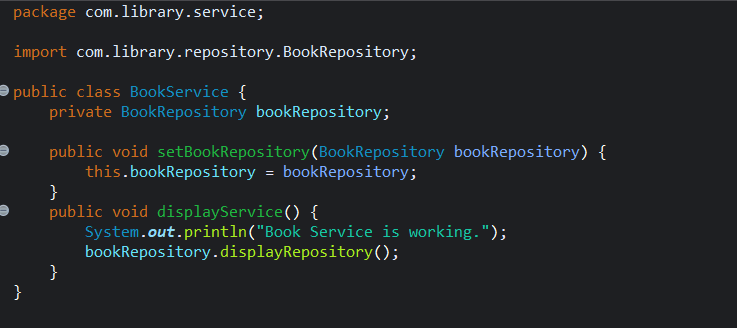 package com.library.service;
import com.library.repository.BookRepository;
public class BookService {
    private BookRepository bookRepository;
    public void setBookRepository(BookRepository bookRepository) {
        this.bookRepository = bookRepository;
    }
    public void displayService() {
        System.out.println("Book Service is working.");
        bookRepository.displayRepository();
    }
}